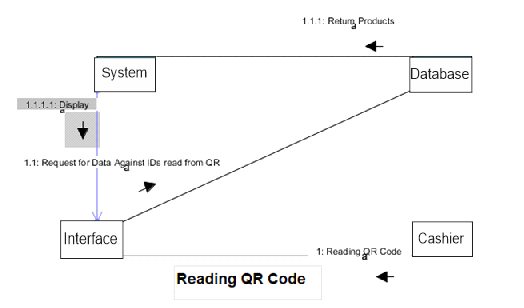 1.1.1: Return Products
System
Database
1.1.1.1: Display
1.1: Request for Data Against IDs read from QR
Interface
1: Reading QR Code
Cashier
Reading QR Code